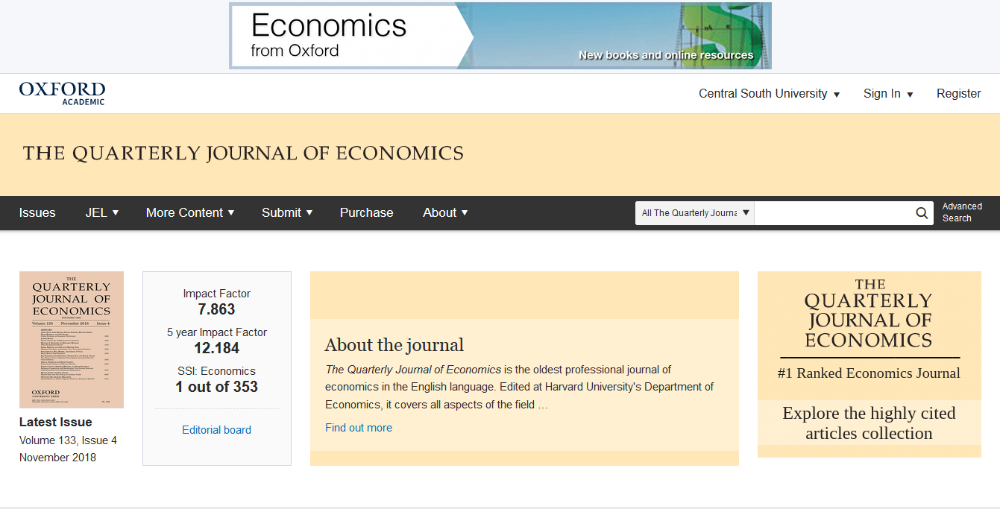 Economics
from Oxford
New books and online resources
OXFORD
ACADEMIC
Central South University ▼
Sign In ▼
Register
THE QUARTERLY JOURNAL OF ECONOMICS
Issues
JEL ▼
More Content ▼
Submit ▼
Purchase
About ▼
All The Quarterly Journa ▼
Advanced
Search
THE
QUARTERLY
JOURNAL OF
ECONOMICS
Volume 133 November 2018 Issue 4
OXFORD
UNIVERSITY PRESS
Latest Issue
Volume 133, Issue 4
November 2018
Impact Factor
7.863
5 year Impact Factor
12.184
SSI: Economics
1 out of 353
Editorial board
About the journal
The Quarterly Journal of Economics is the oldest professional journal of
economics in the English language. Edited at Harvard University's Department of
Economics, it covers all aspects of the field …
Find out more
THE
QUARTERLY
JOURNAL OF
ECONOMICS
#1 Ranked Economics Journal
Explore the highly cited
articles collection